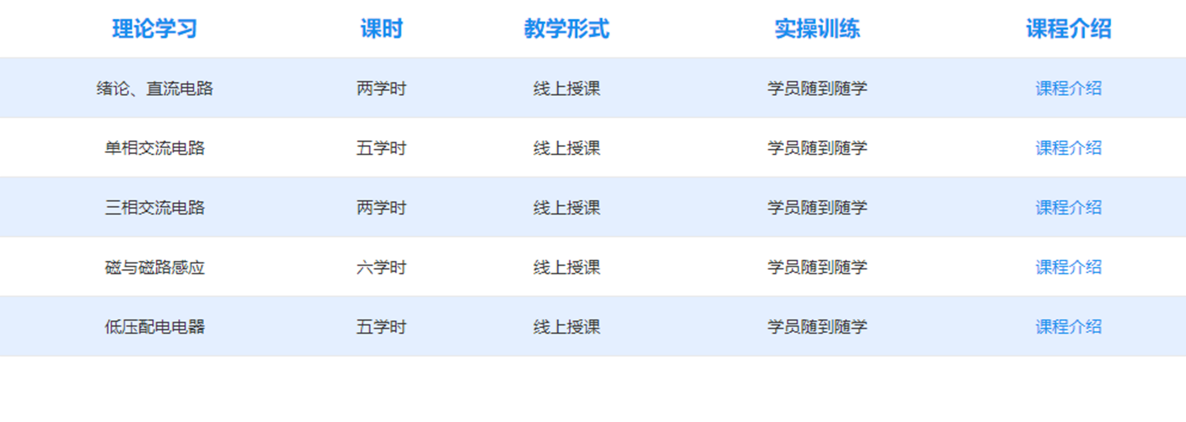 理论学习 课时 教学形式 实操训练 课程介绍
绪论、直流电路 两学时 线上授课 学员随到随学 课程介绍
单相交流电路 五学时 线上授课 学员随到随学 课程介绍
三相交流电路 两学时 线上授课 学员随到随学 课程介绍
磁与磁路感应 六学时 线上授课 学员随到随学 课程介绍
低压配电电器 五学时 线上授课 学员随到随学 课程介绍